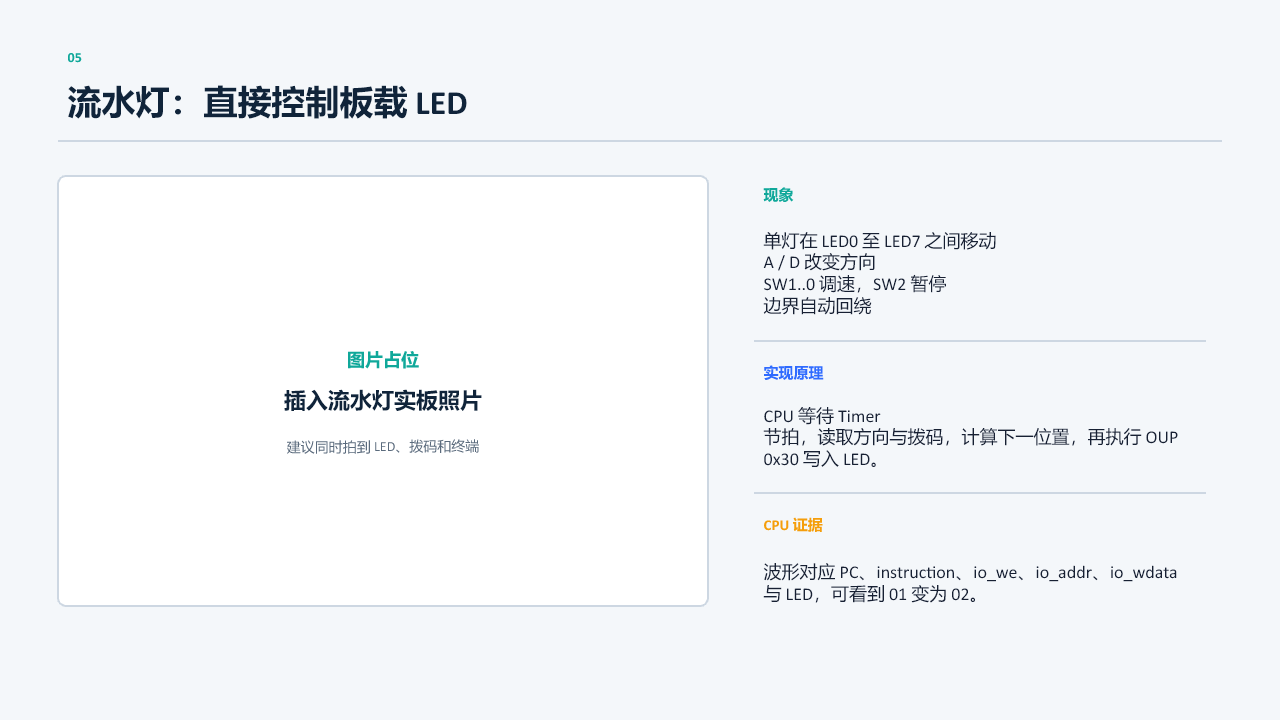 05
流水灯：直接控制板载 LED
图片占位
插入流水灯实板照片
建议同时拍到 LED、拨码和终端
现象
单灯在 LED0 至 LED7 之间移动
A / D 改变方向
SW1..0 调速，SW2 暂停
边界自动回绕
实现原理
CPU 等待 Timer
节拍，读取方向与拨码，计算下一位置，再执行 OUP
0x30 写入 LED。
CPU 证据
波形对应 PC、instruction、io_we、io_addr、io_wdata
与 LED，可看到 01 变为 02。